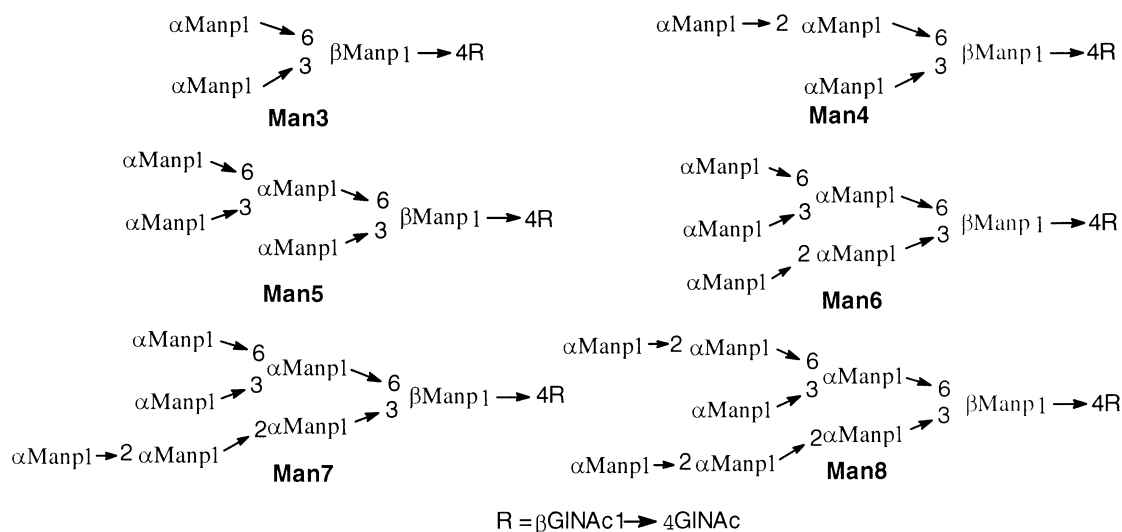 αManp1 → 6
βManp1 → 4R
αManp1 → 3
Man3
αManp1 → 2 αManp1 → 6
βManp1 → 4R
αManp1 → 3
Man4
αManp1 → 6
αManp1 → 6
αManp1 → 3
βManp1 → 4R
αManp1 → 3
Man5
αManp1 → 6
αManp1 → 6
αManp1 → 3
βManp1 → 4R
αManp1 → 2 αManp1 → 3
Man6
αManp1 → 6
αManp1 → 6
αManp1 → 3
βManp1 → 4R
αManp1 → 2 αManp1 → 2 αManp1 → 3
Man7
αManp1 → 2 αManp1 → 6
αManp1 → 6
αManp1 → 3
βManp1 → 4R
αManp1 → 2 αManp1 → 2 αManp1 → 3
Man8
R = βGlNAc1 → 4GlNAc